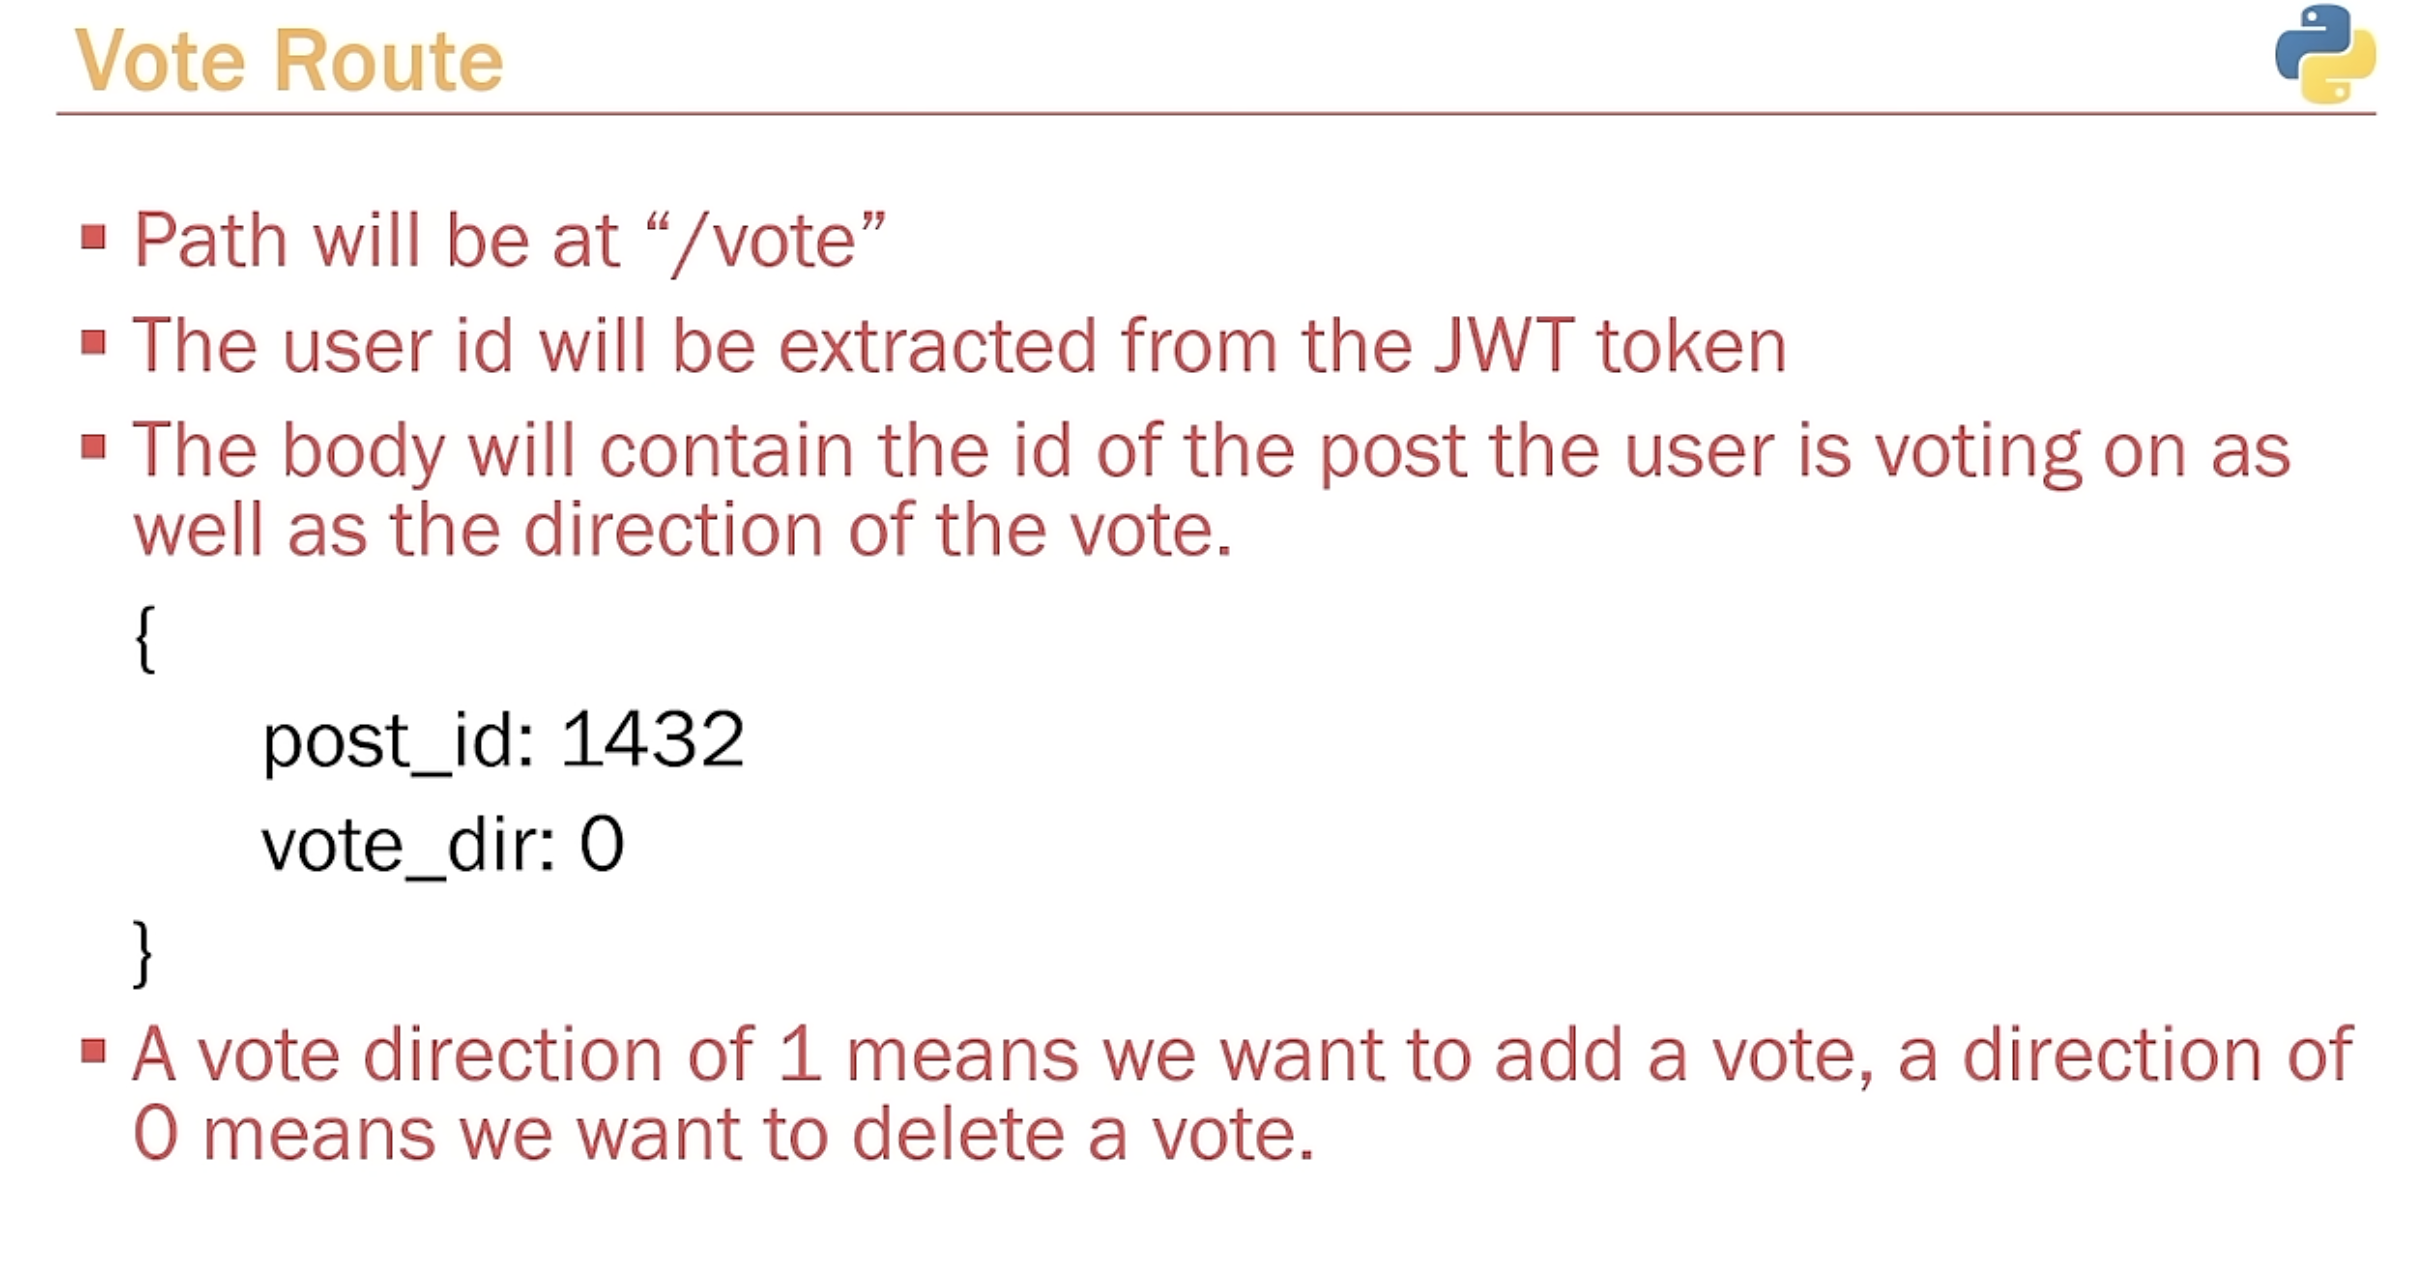 Vote Route
▪ Path will be at “/vote”
▪ The user id will be extracted from the JWT token
▪ The body will contain the id of the post the user is voting on as
well as the direction of the vote.
{
post_id: 1432
vote_dir: 0
}
▪ A vote direction of 1 means we want to add a vote, a direction of
0 means we want to delete a vote.